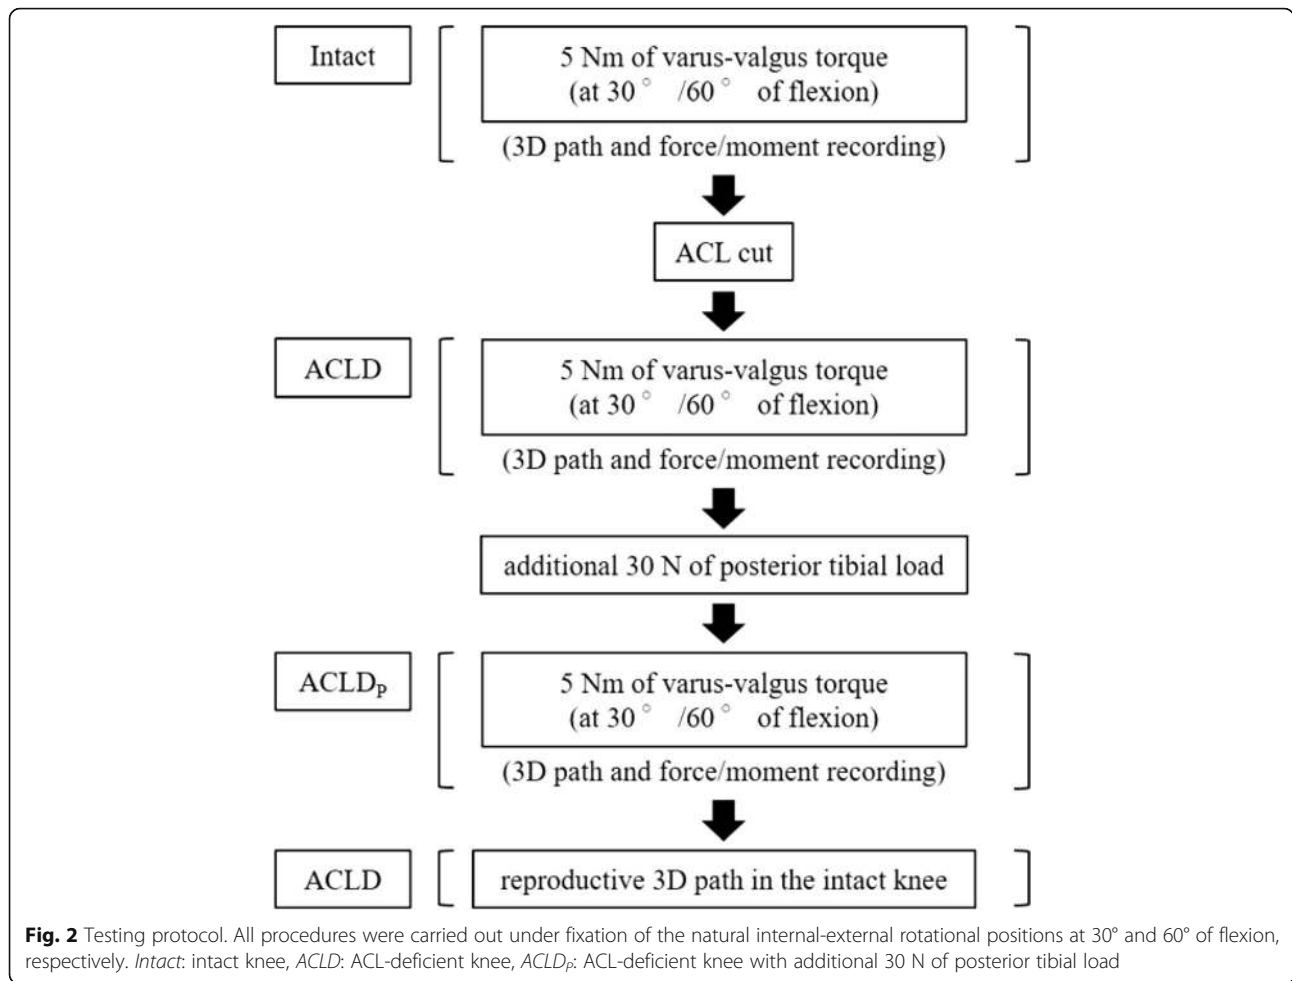 Intact
5 Nm of varus-valgus torque
(at 30° /60° of flexion)
(3D path and force/moment recording)
ACL cut
ACLD
5 Nm of varus-valgus torque
(at 30° /60° of flexion)
(3D path and force/moment recording)
additional 30 N of posterior tibial load
ACLDP
5 Nm of varus-valgus torque
(at 30° /60° of flexion)
(3D path and force/moment recording)
ACLD
reproductive 3D path in the intact knee
Fig. 2 Testing protocol. All procedures were carried out under fixation of the natural internal-external rotational positions at 30° and 60° of flexion,
respectively. Intact: intact knee, ACLD: ACL-deficient knee, ACLDP: ACL-deficient knee with additional 30 N of posterior tibial load